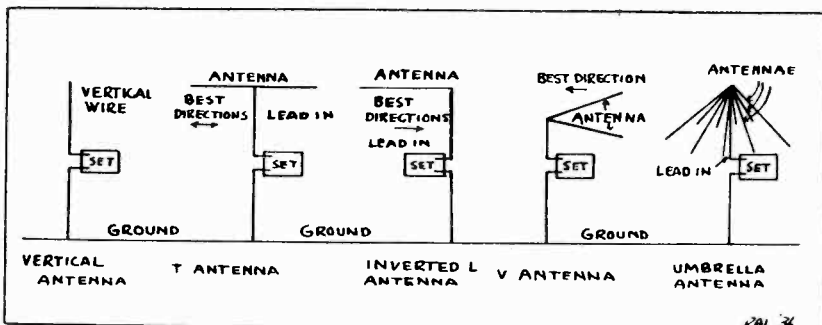 VERTICAL
WIRE
SET
GROUND
VERTICAL
ANTENNA
ANTENNA
BEST
DIRECTIONS
LEAD IN
SET
GROUND
T ANTENNA
ANTENNA
BEST
DIRECTIONS
LEAD IN
SET
INVERTED L
ANTENNA
BEST DIRECTION
ANTENNA
SET
GROUND
V ANTENNA
ANTENNAE
LEAD IN
SET
UMBRELLA
ANTENNA